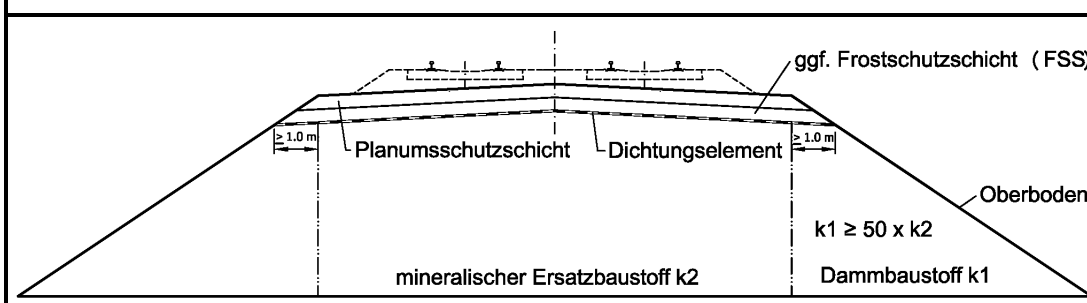 ggf. Frostschutzschicht (FSS)
≥ 1.0 m
Planumsschutzschicht
Dichtungselement
≥ 1.0 m
Oberboden
k1 ≥ 50 x k2
mineralischer Ersatzbaustoff k2
Dammbaustoff k1